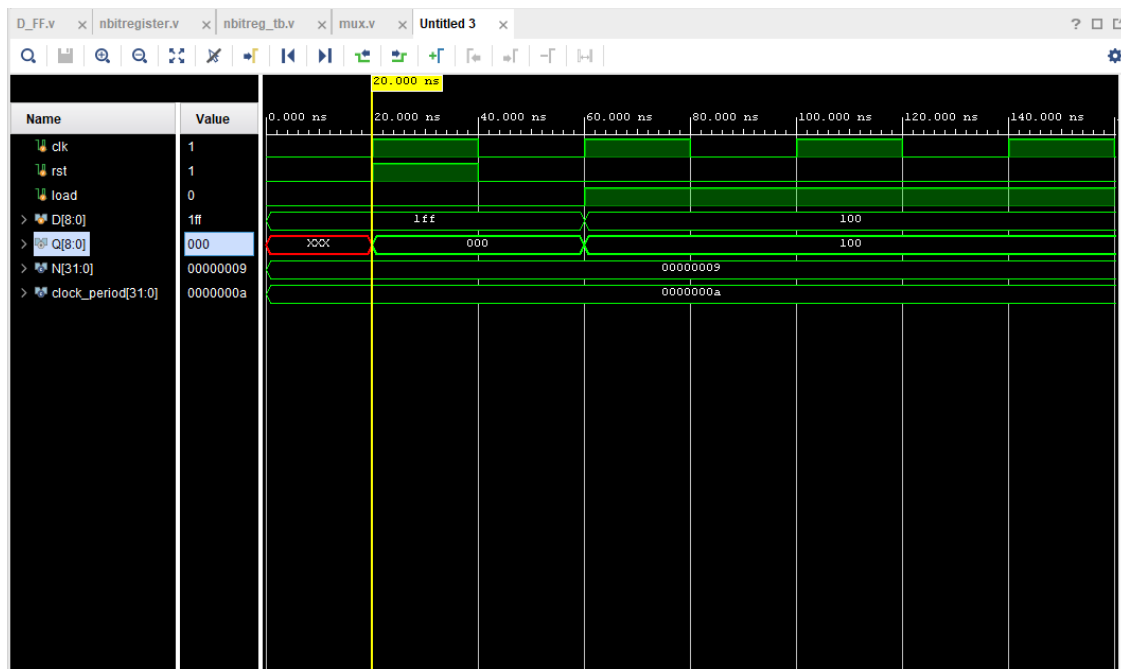 D_FF.v × nbitregister.v × nbitreg_tb.v × mux.v × Untitled 3 × ?
20.000 ns
Name Value 0.000 ns 20.000 ns 40.000 ns 60.000 ns 80.000 ns 100.000 ns 120.000 ns 140.000 ns
clk 1
rst 1
load 0
> D[8:0] 1ff 1ff 100
> Q[8:0] 000 XXX 000 100
> N[31:0] 00000009 00000009
> clock_period[31:0] 0000000a 0000000a